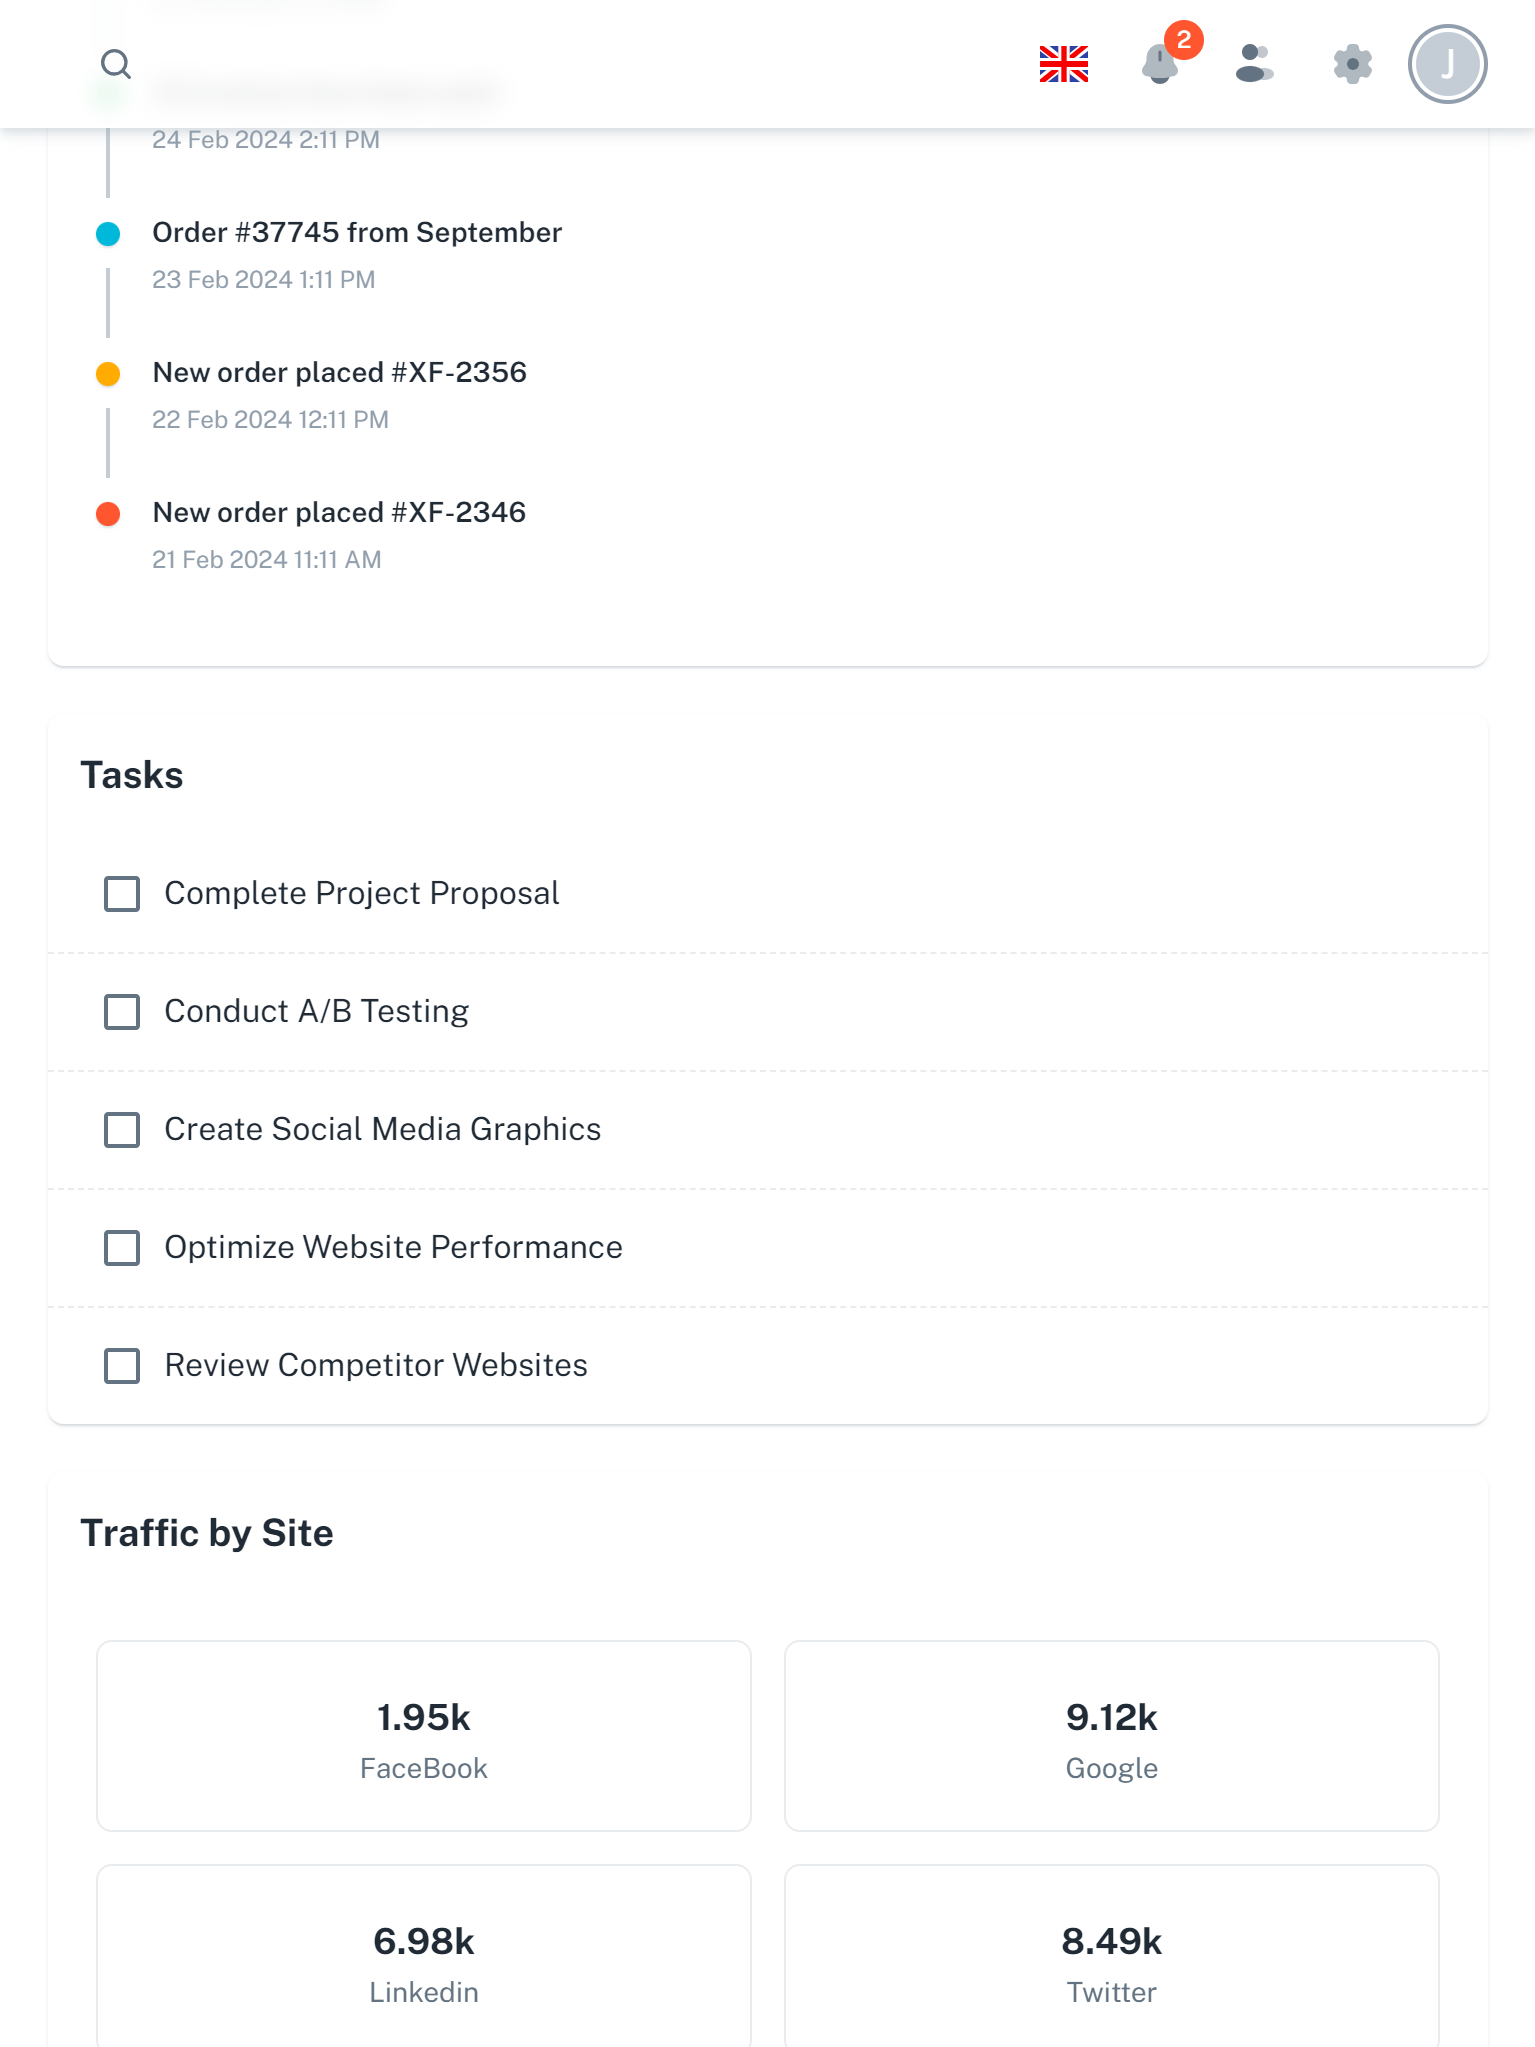 2
J
24 Feb 2024 2:11 PM
Order #37745 from September
23 Feb 2024 1:11 PM
New order placed #XF-2356
22 Feb 2024 12:11 PM
New order placed #XF-2346
21 Feb 2024 11:11 AM
Tasks
Complete Project Proposal
Conduct A/B Testing
Create Social Media Graphics
Optimize Website Performance
Review Competitor Websites
Traffic by Site
1.95k
FaceBook
9.12k
Google
6.98k
Linkedin
8.49k
Twitter